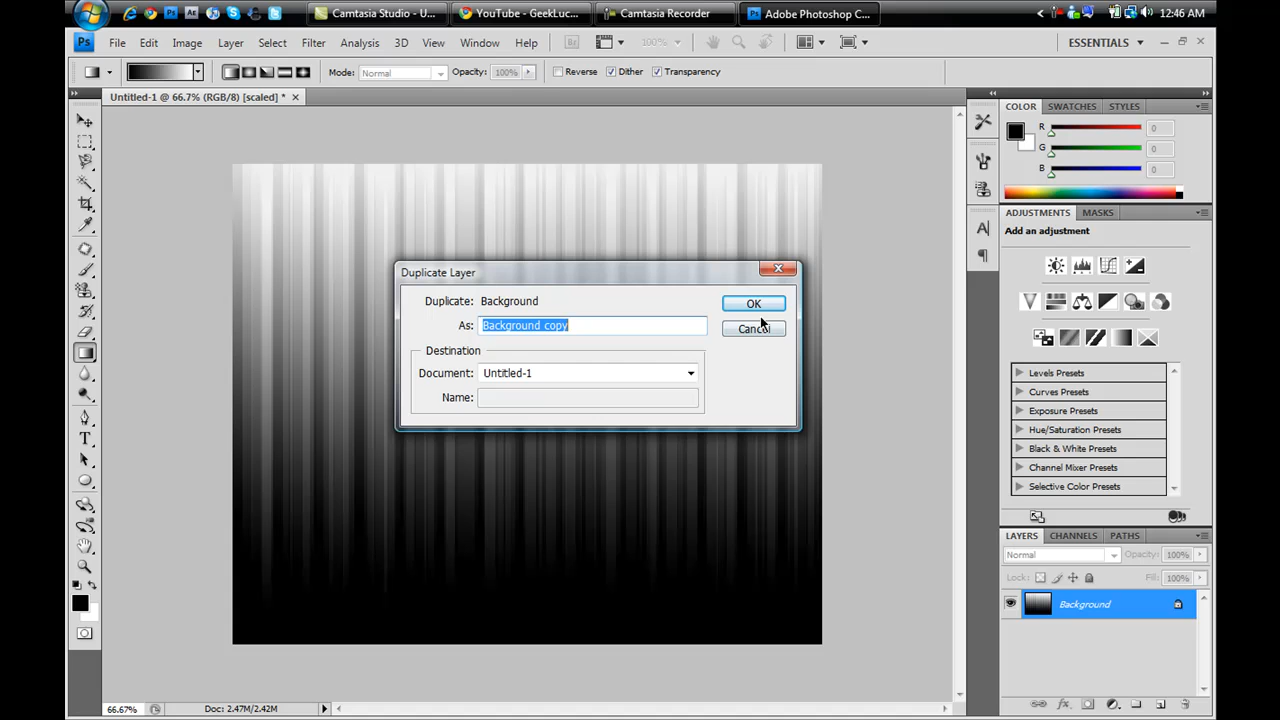 Camtasia Studio - U...
YouTube - GeekLuc...
Camtasia Recorder
Adobe Photoshop C...
12:46 AM
Ps
File Edit Image Layer Select Filter Analysis 3D View Window Help
Br
100%
ESSENTIALS
Mode: Normal Opacity: 100% Reverse Dither Transparency
Untitled-1 @ 66.7% (RGB/8) [scaled] *
COLOR SWATCHES STYLES
R 0
G 0
B 0
ADJUSTMENTS MASKS
Add an adjustment
Levels Presets
Curves Presets
Exposure Presets
Hue/Saturation Presets
Black & White Presets
Channel Mixer Presets
Selective Color Presets
LAYERS CHANNELS PATHS
Normal Opacity: 100%
Lock: Fill: 100%
Background
Duplicate Layer
Duplicate: Background
OK
As: Background copy
Cancel
Destination
Document: Untitled-1
Name:
66.67% Doc: 2.47M/2.42M